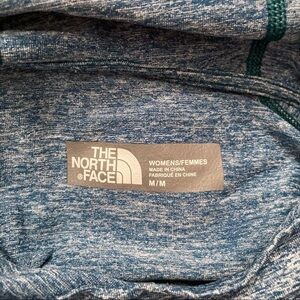 THE
NORTH
FACE
WOMENS/FEMMES
MADE IN CHINA
FABRIQUÉ EN CHINE
M/M